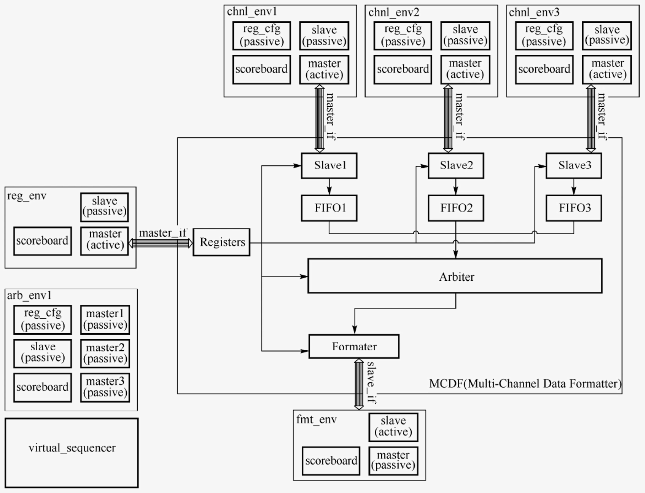 chnl_env1
reg_cfg
(passive)
slave
(passive)
scoreboard
master
(active)
chnl_env2
reg_cfg
(passive)
slave
(passive)
scoreboard
master
(active)
chnl_env3
reg_cfg
(passive)
slave
(passive)
scoreboard
master
(active)
master_if
master_if
master_if
Slave1
Slave2
Slave3
FIFO1
FIFO2
FIFO3
reg_env
slave
(passive)
scoreboard
master
(active)
master_if
Registers
Arbiter
arb_env1
reg_cfg
(passive)
master1
(passive)
slave
(passive)
master2
(passive)
scoreboard
master3
(passive)
Formater
slave_if
MCDF(Multi-Channel Data Formatter)
virtual_sequencer
fmt_env
slave
(active)
scoreboard
master
(passive)